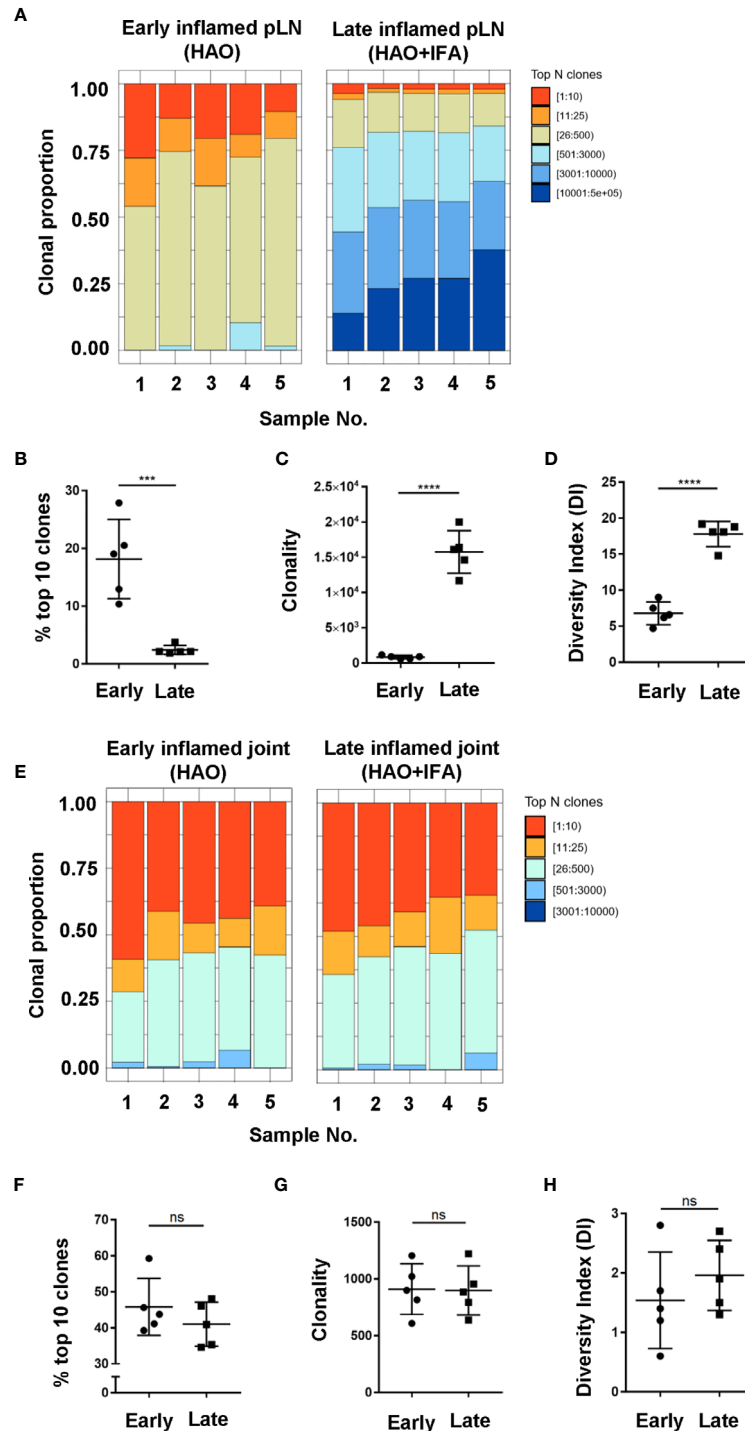 A
Early inflamed pLN
(HAO)
Late inflamed pLN
(HAO+IFA)
Clonal proportion
1.00
0.75
0.50
0.25
0.00
1 2 3 4 5
1 2 3 4 5
Sample No.
Top N clones
[1:10)
[11:25)
[26:500)
[501:3000)
[3001:10000)
[10001:5e+05)
B
% top 10 clones
30
20
10
0
***
Early Late
C
Clonality
2.5×10⁴
2.0×10⁴
1.5×10⁴
1.0×10⁴
5×10³
0
****
Early Late
D
Diversity Index (DI)
25
20
15
10
5
0
****
Early Late
E
Early inflamed joint
(HAO)
Late inflamed joint
(HAO+IFA)
Clonal proportion
1.00
0.75
0.50
0.25
0.00
1 2 3 4 5
1 2 3 4 5
Sample No.
Top N clones
[1:10)
[11:25)
[26:500)
[501:3000)
[3001:10000)
F
% top 10 clones
70
60
50
40
30
0
ns
Early Late
G
Clonality
1500
1000
500
0
ns
Early Late
H
Diversity Index (DI)
3
2
1
0
ns
Early Late